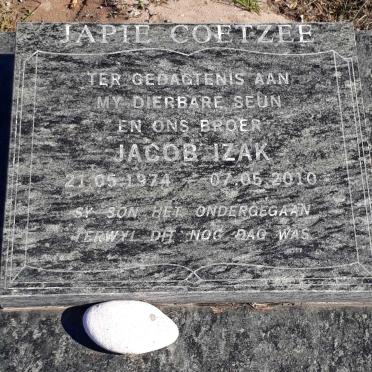 JAPIE COETZEE
TER GEDAGTENIS AAN
MY DIERBARE SEUN
EN ONS BROER
JACOB IZAK
21.05.1974 07.05.2010
SY SON HET ONDERGEGAAN
TERWYL DIT NOG DAG WAS